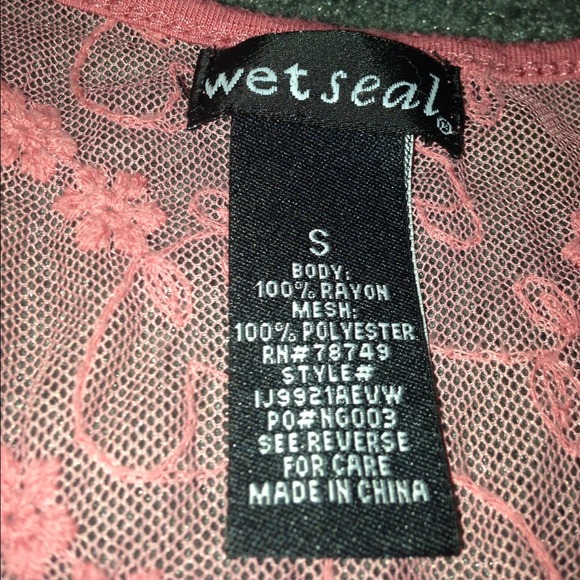 wet seal®
S
BODY:
100% RAYON
MESH:
100% POLYESTER
RN# 78749
STYLE#
IJ9921AEVW
PO#NG003
SEE REVERSE
FOR CARE
MADE IN CHINA